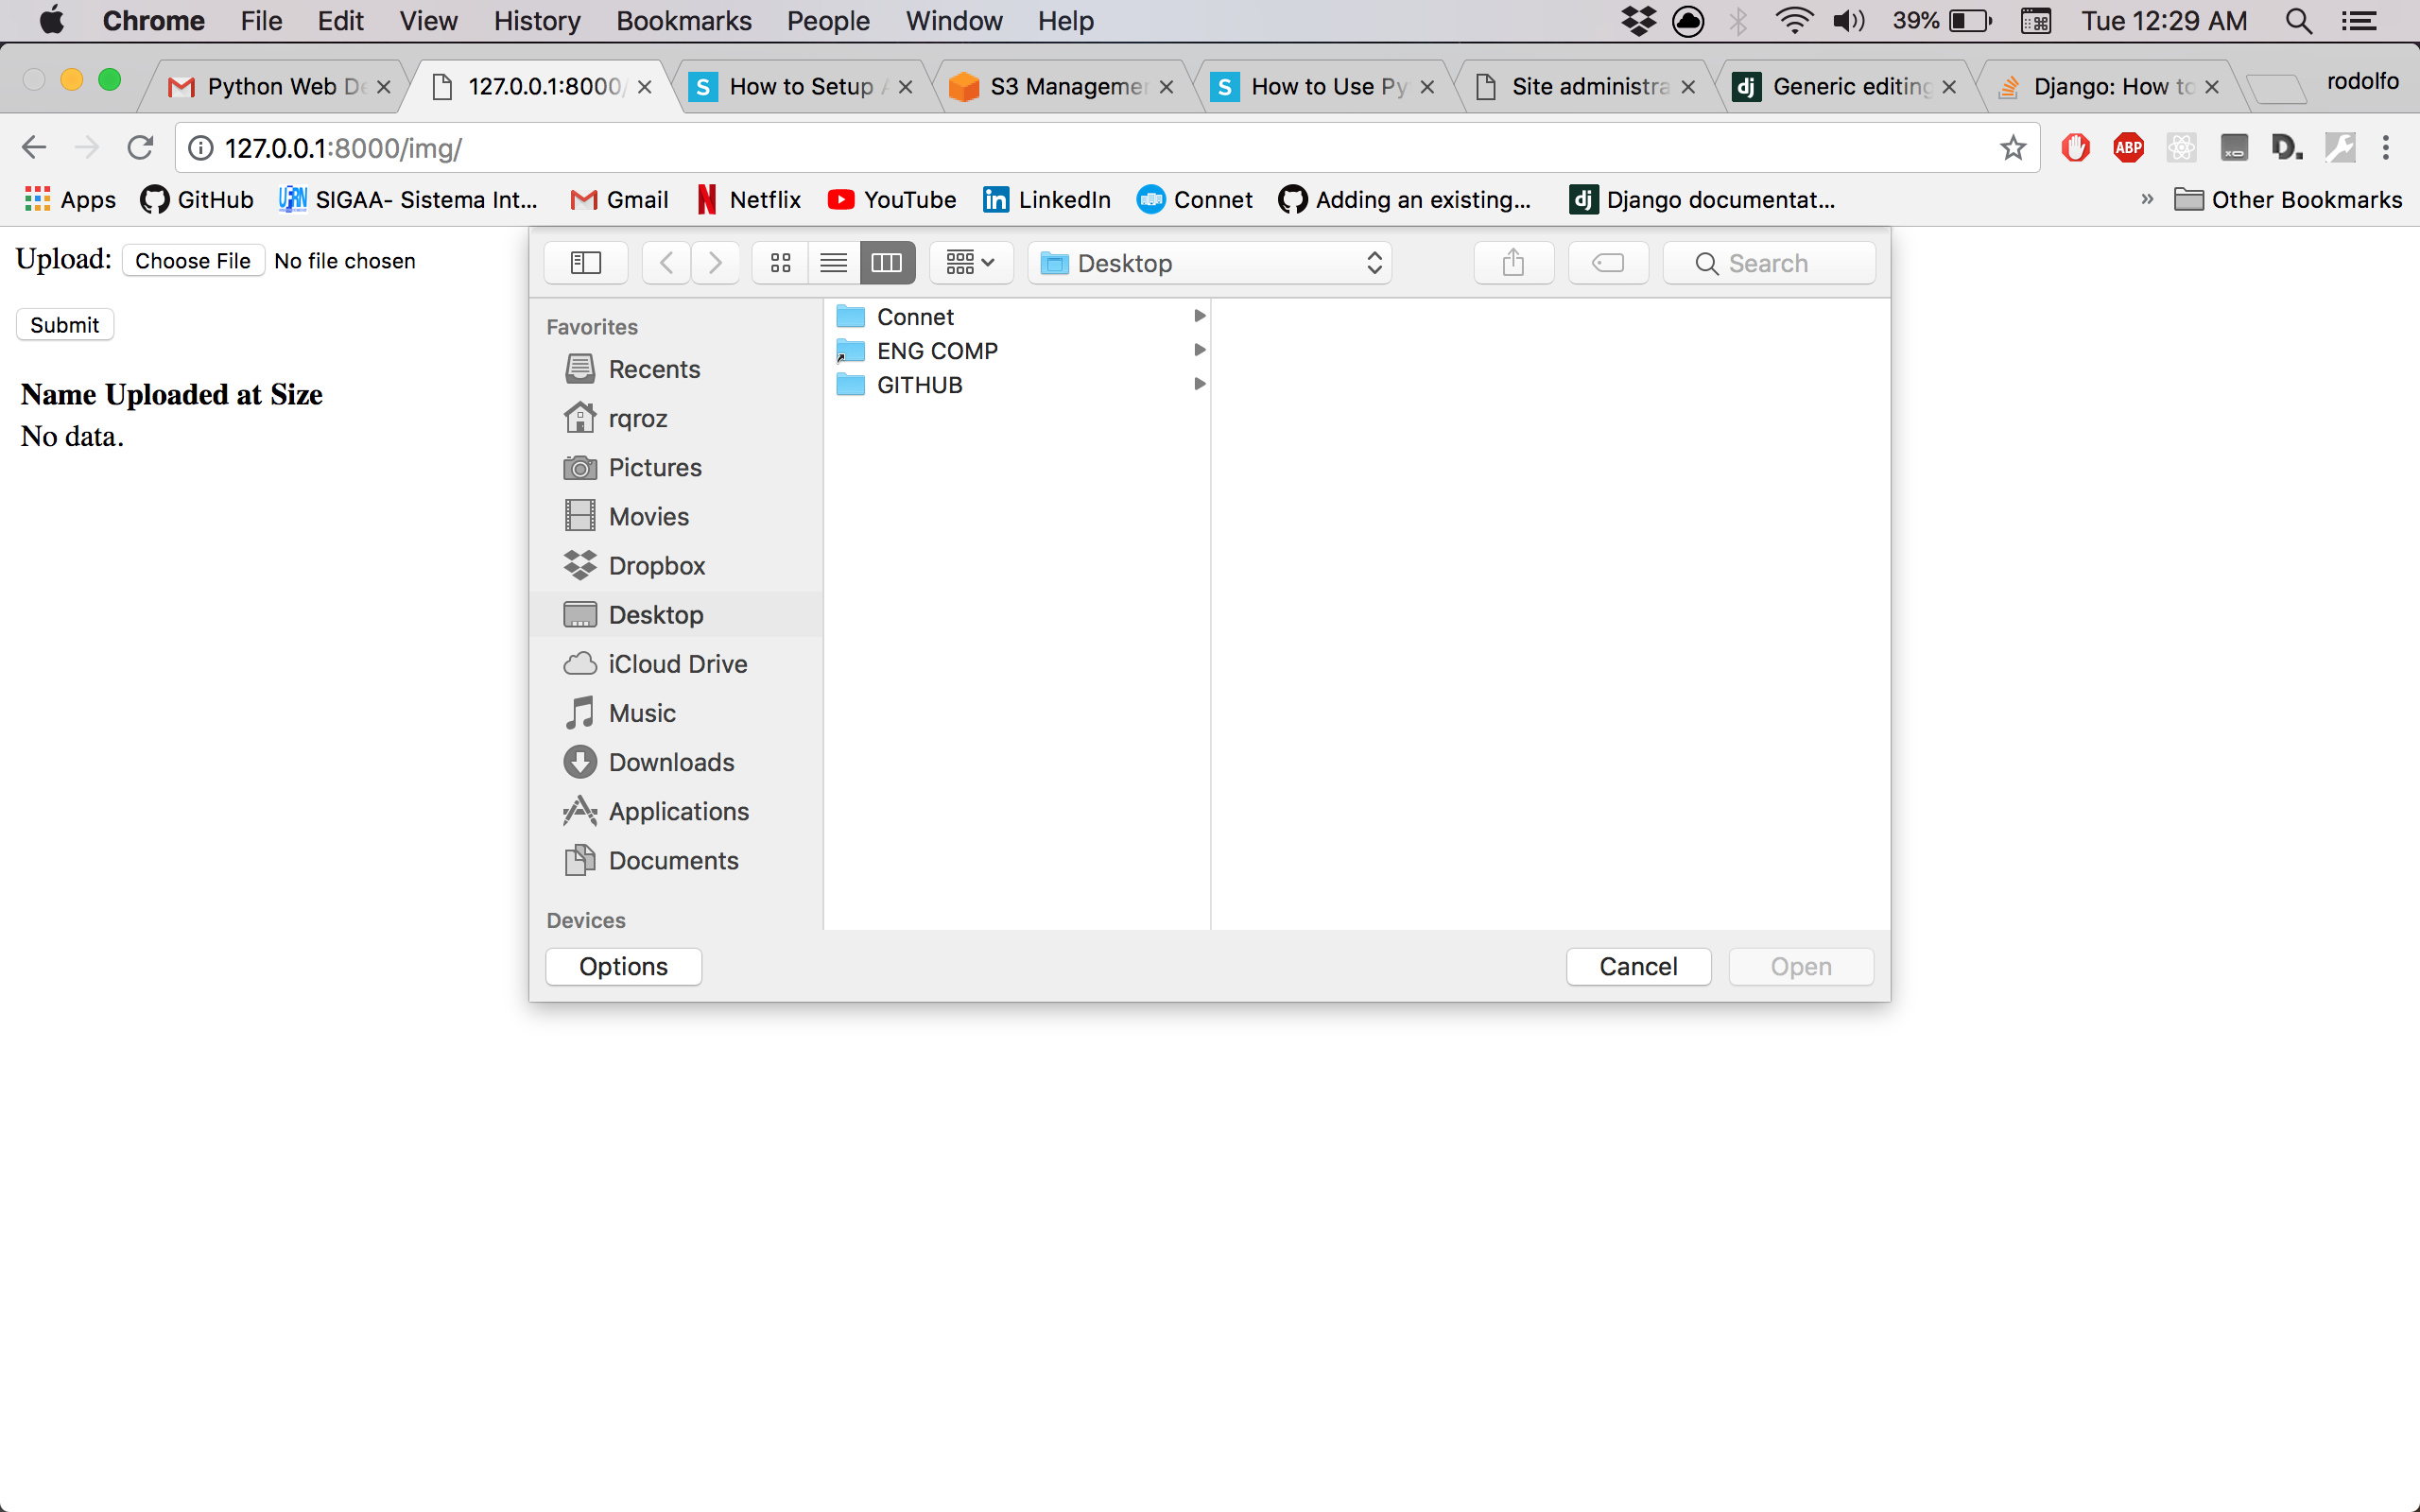 Chrome File Edit View History Bookmarks People Window Help 39% Tue 12:29 AM
Python Web De 127.0.0.1:8000/ How to Setup A S3 Managemen How to Use Py Site administra Generic editing Django: How to rodolfo
127.0.0.1:8000/img/
Apps GitHub SIGAA- Sistema Int... Gmail Netflix YouTube LinkedIn Connet Adding an existing... Django documentat... » Other Bookmarks
Upload: Choose File No file chosen
Submit
Name Uploaded at Size
No data.
Desktop Search
Favorites
Recents
rqroz
Pictures
Movies
Dropbox
Desktop
iCloud Drive
Music
Downloads
Applications
Documents
Devices
Connet
ENG COMP
GITHUB
Options Cancel Open